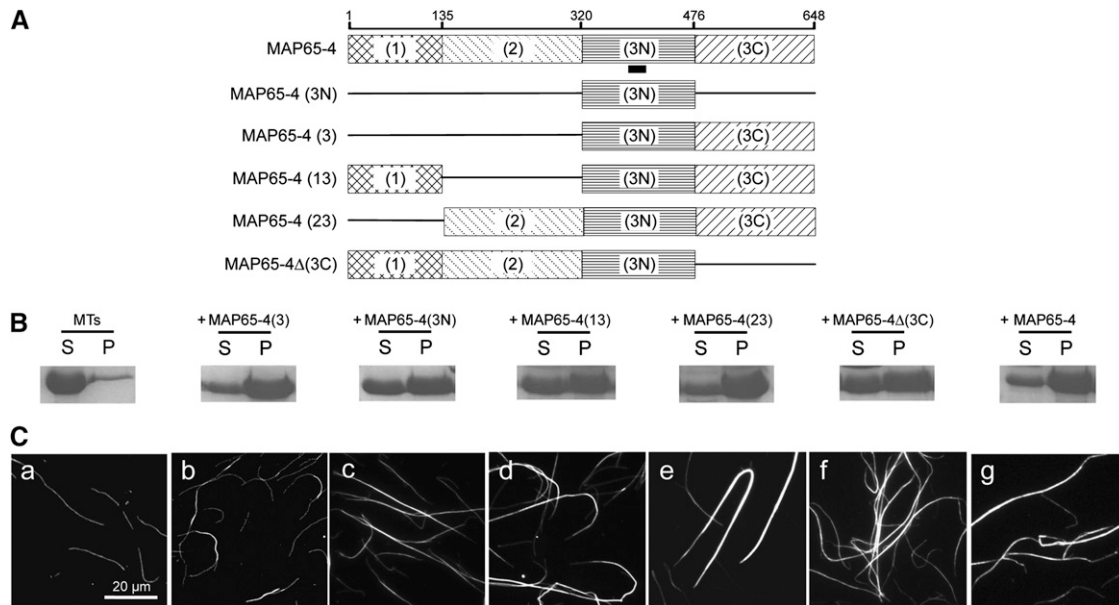 A
1 135 320 476 648
MAP65-4 (1) (2) (3N) (3C)
MAP65-4 (3N) (3N)
MAP65-4 (3) (3N) (3C)
MAP65-4 (13) (1) (3N) (3C)
MAP65-4 (23) (2) (3N) (3C)
MAP65-4Δ(3C) (1) (2) (3N)
B
MTs + MAP65-4(3) + MAP65-4(3N) + MAP65-4(13) + MAP65-4(23) + MAP65-4Δ(3C) + MAP65-4
S P S P S P S P S P S P S P
C
a b c d e f g
20 µm